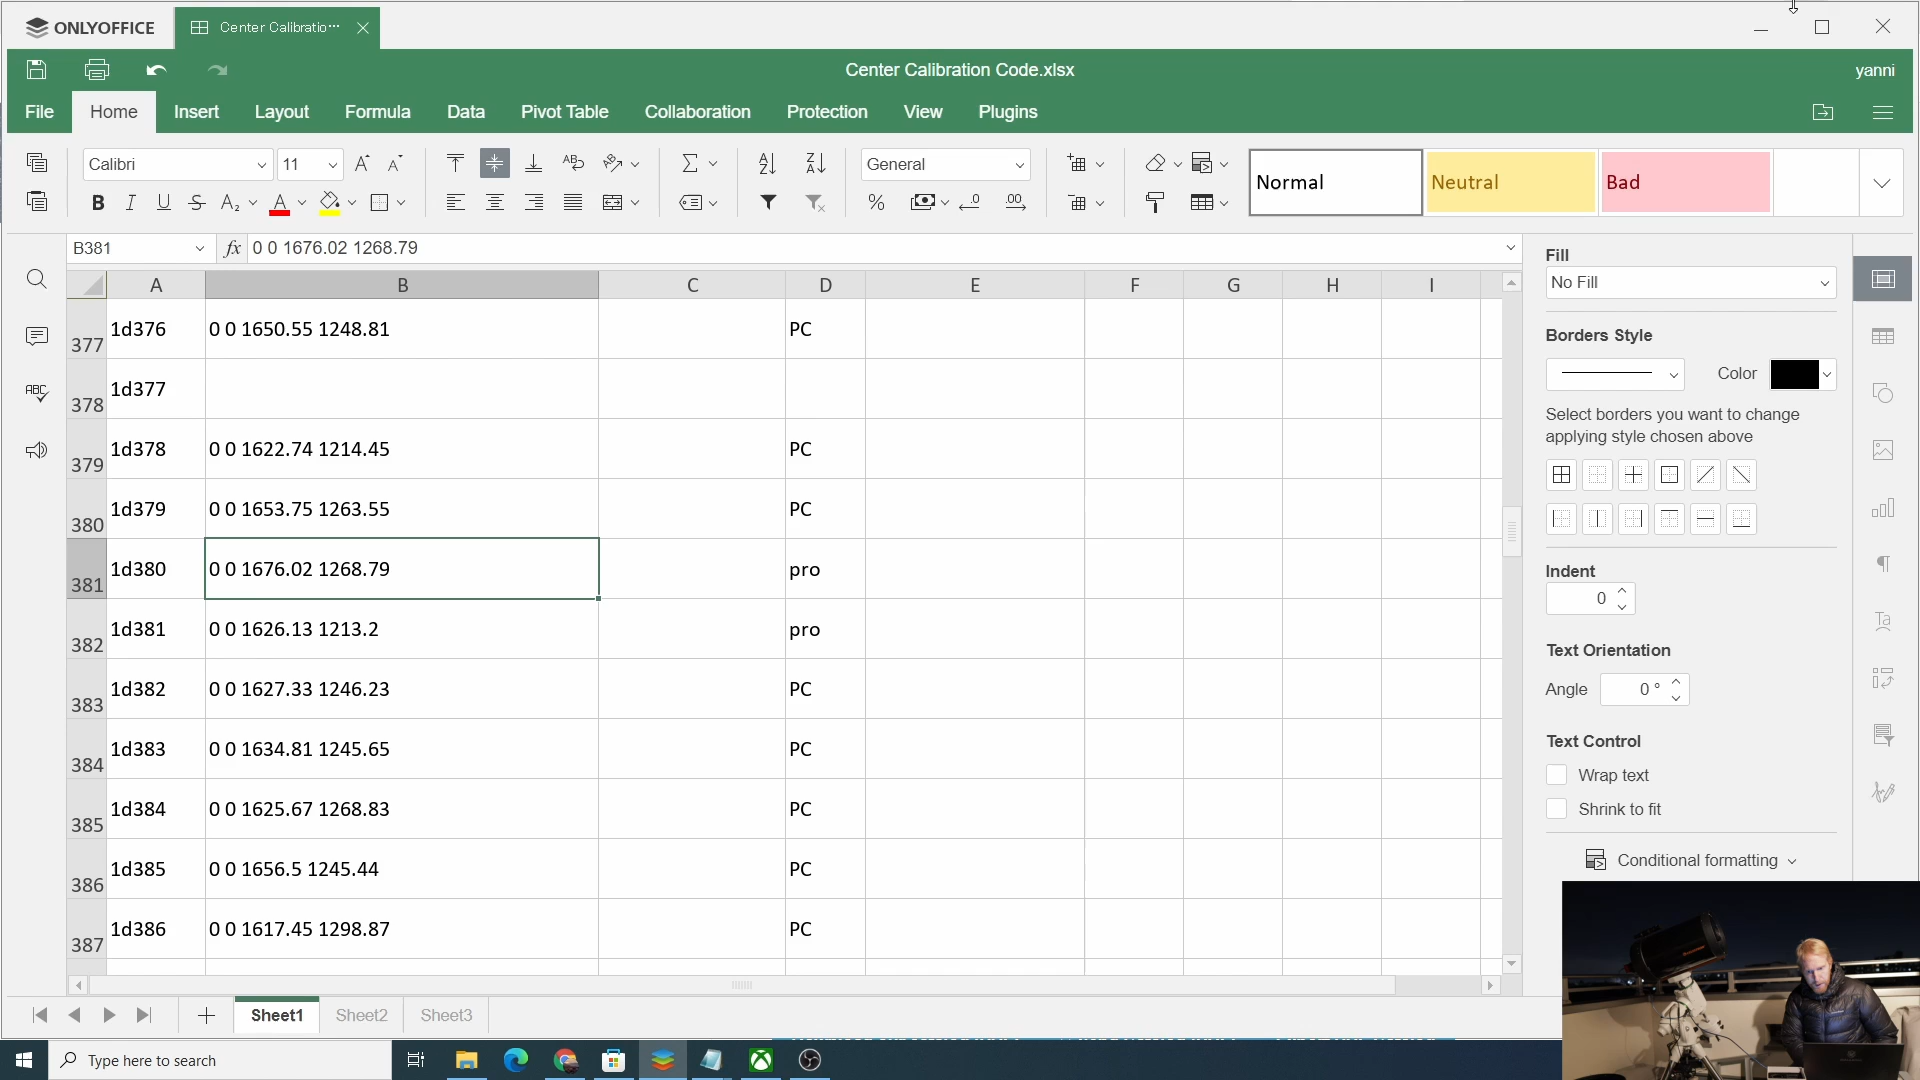 ONLYOFFICE Center Calibratio···
Center Calibration Code.xlsx yanni
File Home Insert Layout Formula Data Pivot Table Collaboration Protection View Plugins
Calibri 11 General Normal Neutral Bad
B381 fx 0 0 1676.02 1268.79
A B C D E F G H I
377 1d376 0 0 1650.55 1248.81 PC
378 1d377
379 1d378 0 0 1622.74 1214.45 PC
380 1d379 0 0 1653.75 1263.55 PC
381 1d380 0 0 1676.02 1268.79 pro
382 1d381 0 0 1626.13 1213.2 pro
383 1d382 0 0 1627.33 1246.23 PC
384 1d383 0 0 1634.81 1245.65 PC
385 1d384 0 0 1625.67 1268.83 PC
386 1d385 0 0 1656.5 1245.44 PC
387 1d386 0 0 1617.45 1298.87 PC
Fill
No Fill
Borders Style
Color
Select borders you want to change
applying style chosen above
Indent
0
Text Orientation
Angle 0 °
Text Control
Wrap text
Shrink to fit
Conditional formatting
Sheet1 Sheet2 Sheet3
Type here to search